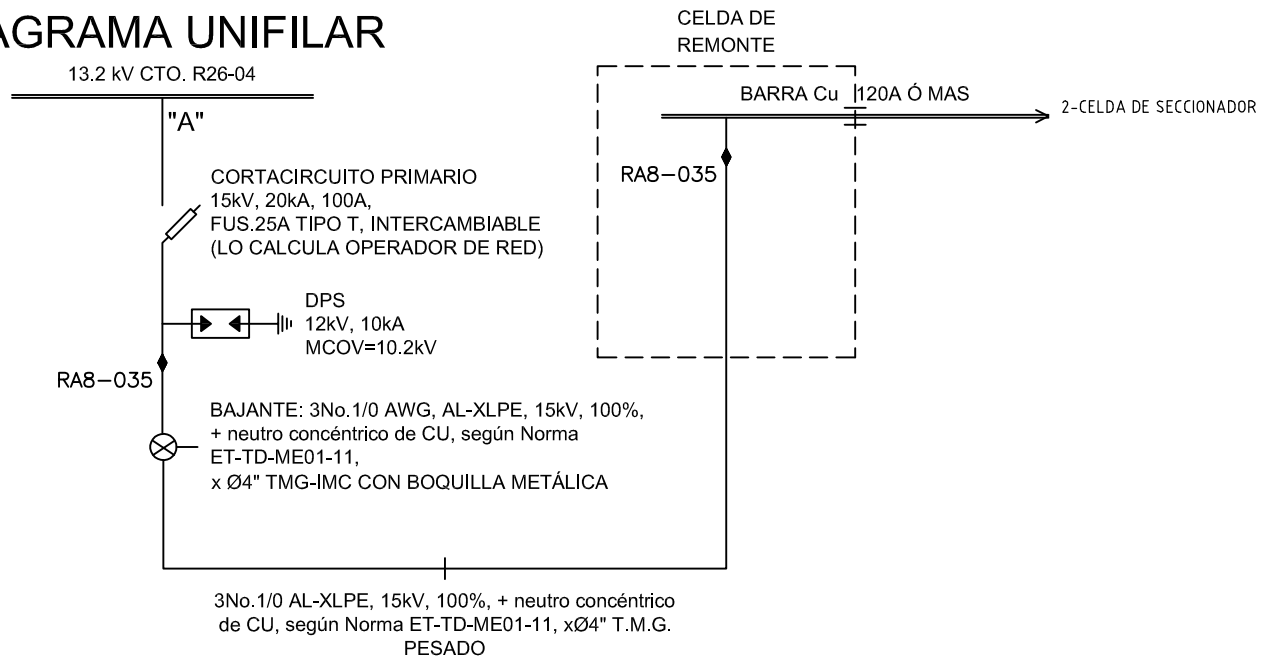 AGRAMA UNIFILAR
13.2 kV CTO. R26-04
"A"
CORTACIRCUITO PRIMARIO
15kV, 20kA, 100A,
FUS.25A TIPO T, INTERCAMBIABLE
(LO CALCULA OPERADOR DE RED)
DPS
12kV, 10kA
MCOV=10.2kV
RA8-035
BAJANTE: 3No.1/0 AWG, AL-XLPE, 15kV, 100%,
+ neutro concéntrico de CU, según Norma
ET-TD-ME01-11,
x Ø4" TMG-IMC CON BOQUILLA METÁLICA
3No.1/0 AL-XLPE, 15kV, 100%, + neutro concéntrico
de CU, según Norma ET-TD-ME01-11, xØ4" T.M.G.
PESADO
CELDA DE
REMONTE
BARRA Cu 120A Ó MAS
2-CELDA DE SECCIONADOR
RA8-035